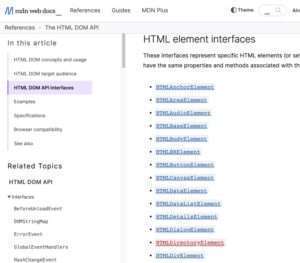 mdn web docs_
References
Guides
MDN Plus
Theme
References
The HTML DOM API
In this article
HTML DOM concepts and usage
HTML DOM target audience
HTML DOM API interfaces
Examples
Specifications
Browser compatibility
See also
Related Topics
HTML DOM API
Interfaces
BeforeUnloadEvent
DOMStringMap
ErrorEvent
GlobalEventHandlers
HashChangeEvent
HTML element interfaces
These interfaces represent specific HTML elements (or se
have the same properties and methods associated with th
HTMLAnchorElement
HTMLAreaElement
HTMLAudioElement
HTMLBaseElement
HTMLBodyElement
HTMLBRElement
HTMLButtonElement
HTMLCanvasElement
HTMLDataElement
HTMLDataListElement
HTMLDetailsElement
HTMLDialogElement
HTMLDirectoryElement
HTMLDivElement